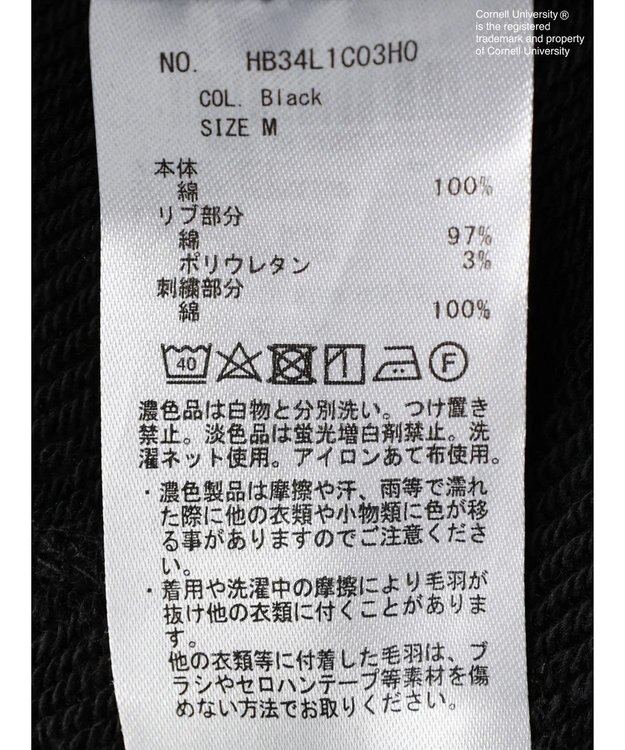 Cornell University®
is the registered
trademark and property
of Cornell University
NO. HB34L1C03H0
COL. Black
SIZE M
本体
綿 100%
リブ部分
綿 97%
ポリウレタン 3%
刺繍部分
綿 100%
40
F
濃色品は白物と分別洗い。つけ置き
禁止。淡色品は蛍光増白剤禁止。洗
濯ネット使用。アイロンあて布使用。
・濃色製品は摩擦や汗、雨等で濡れ
た際に他の衣類や小物類に色が移
る事がありますのでご注意くださ
い。
・着用や洗濯中の摩擦により毛羽が
抜け他の衣類に付くことがありま
す。
他の衣類等に付着した毛羽は、ブ
ラシやセロハンテープ等素材を傷
めない方法でお取りください。